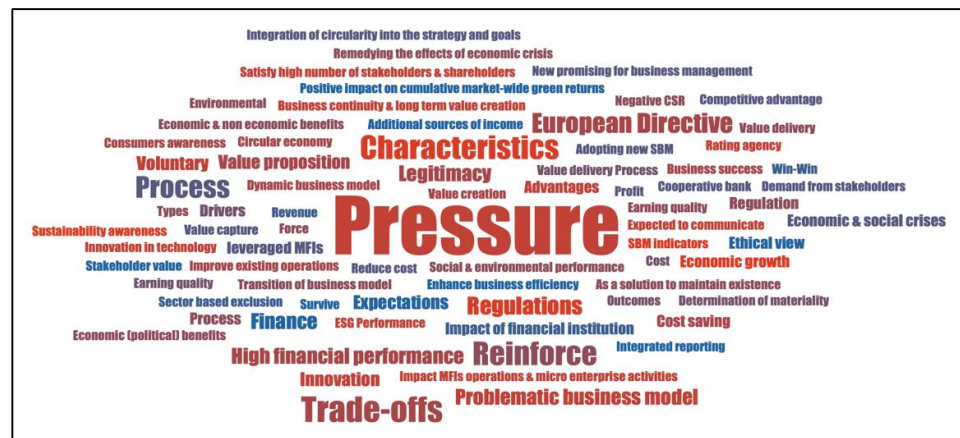 Integration of circularity into the strategy and goals
Remedying the effects of economic crisis
Satisfy high number of stakeholders & shareholders New promising for business management
Positive impact on cumulative market-wide green returns
Environmental Business continuity & long term value creation Negative CSR Competitive advantage
Economic & non economic benefits Additional sources of income European Directive Value delivery
Consumers awareness Circular economy Characteristics Adopting new SBM Rating agency
Voluntary Value proposition Legitimacy Value delivery Process Business success Win-Win
Process Dynamic business model Value creation Advantages Profit Cooperative bank Demand from stakeholders
Types Drivers Revenue Pressure Earning quality Regulation
Sustainability awareness Value capture Force Expected to communicate Economic & social crises
Innovation in technology leveraged MFIs SBM indicators Ethical view
Stakeholder value Improve existing operations Reduce cost Social & environmental performance Cost Economic growth
Earning quality Transition of business model Enhance business efficiency As a solution to maintain existence
Sector based exclusion Survive Expectations Regulations Outcomes Determination of materiality
Process Finance ESG Performance Impact of financial institution Cost saving
Economic (political) benefits High financial performance Reinforce Integrated reporting
Innovation Impact MFIs operations & micro enterprise activities
Trade-offs Problematic business model